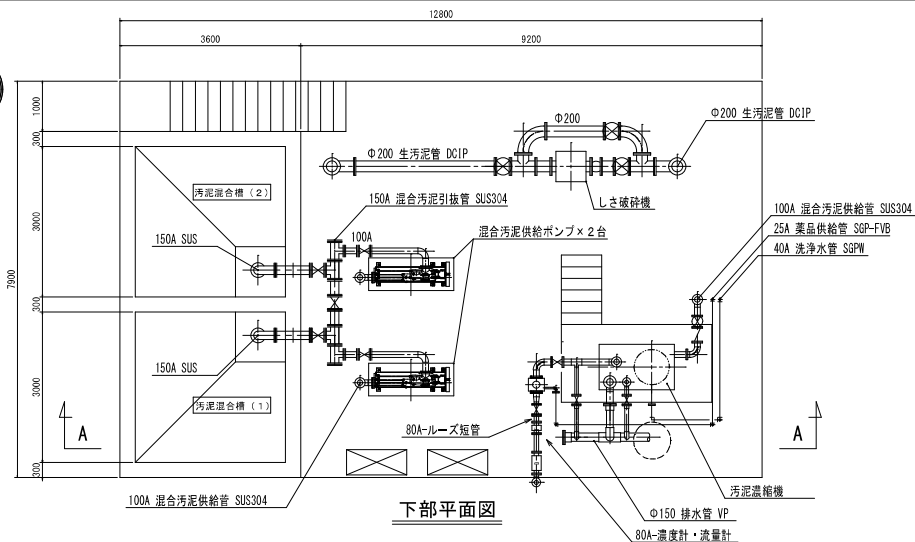 12800
3600
9200
1000
300
3000
300
3000
300
7900
Φ200
Φ200 生汚泥管 DCIP
Φ200 生汚泥管 DCIP
しさ破砕機
汚泥混合槽(2)
150A 混合汚泥引抜管 SUS304
100A 混合汚泥供給管 SUS304
25A 薬品供給管 SGP-FVB
40A 洗浄水管 SGPW
150A SUS
100A
混合汚泥供給ポンプ×2台
150A SUS
汚泥混合槽(1)
A
A
80A-ルーズ短管
汚泥濃縮機
100A 混合汚泥供給管 SUS304
下部平面図
Φ150 排水管 VP
80A-濃度計・流量計